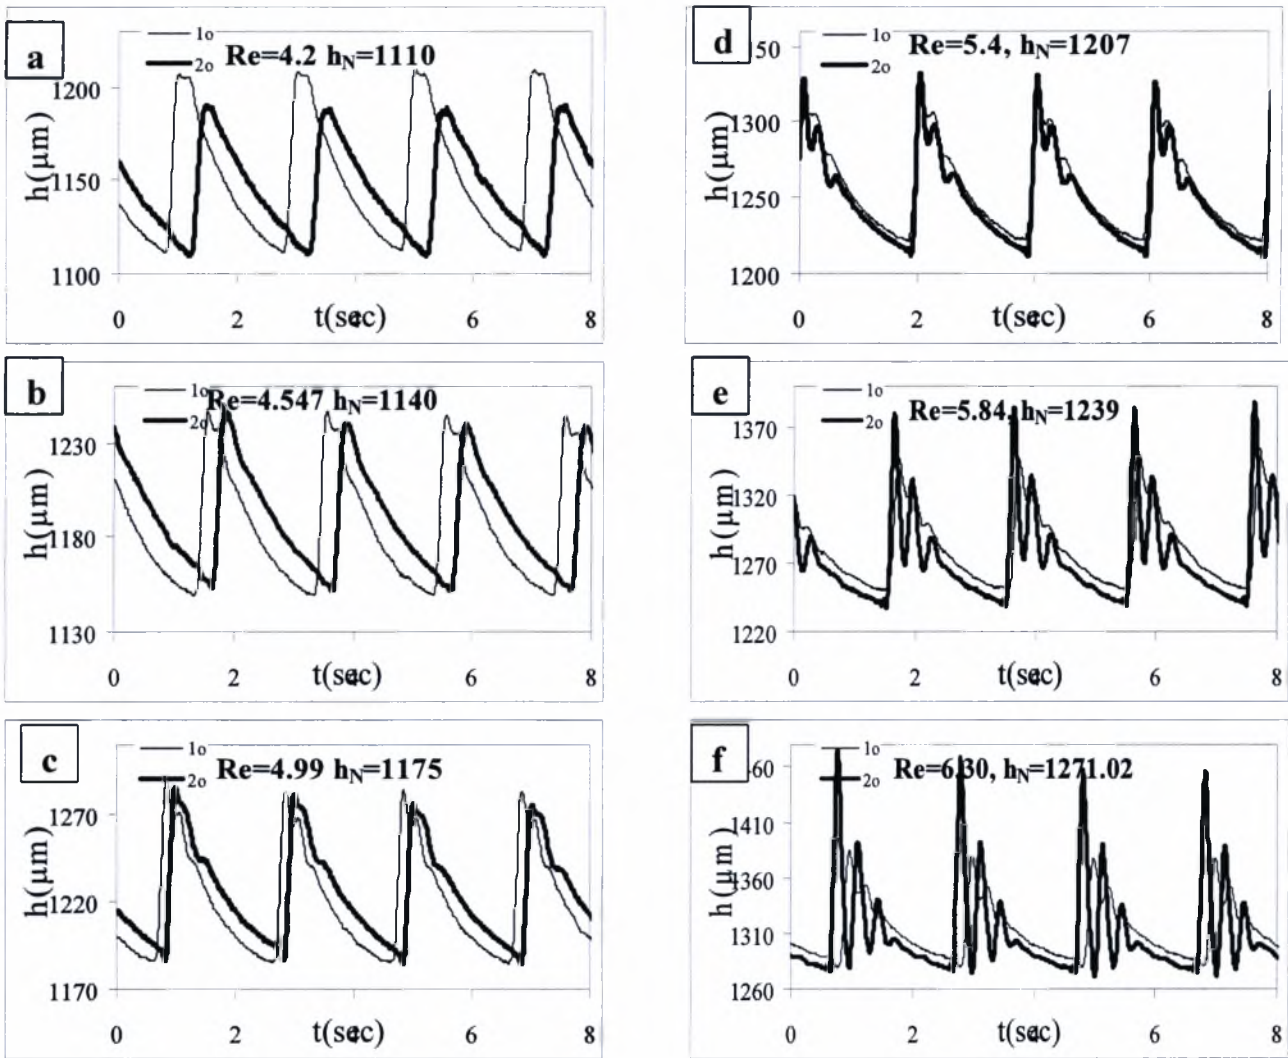 a
1o
2o
Re=4.2 h_N=1110
1200
1150
1100
h(μm)
0 2 6 8
t(sec)
b
1o
2o
Re=4.547 h_N=1140
1230
1180
1130
h(μm)
0 2 6 8
t(sec)
c
1o
2o
Re=4.99 h_N=1175
1270
1220
1170
h(μm)
0 2 4 6 8
t(sec)
d
1o
2o
Re=5.4, h_N=1207
1300
1250
1200
h(μm)
0 2 6 8
t(sec)
e
1o
2o
Re=5.84, h_N=1239
1370
1320
1270
1220
h(μm)
0 2 6 8
t(sec)
f
1o
2o
Re=6.30, h_N=1271.02
1410
1360
1310
1260
h(μm)
0 2 6 8
t(sec)